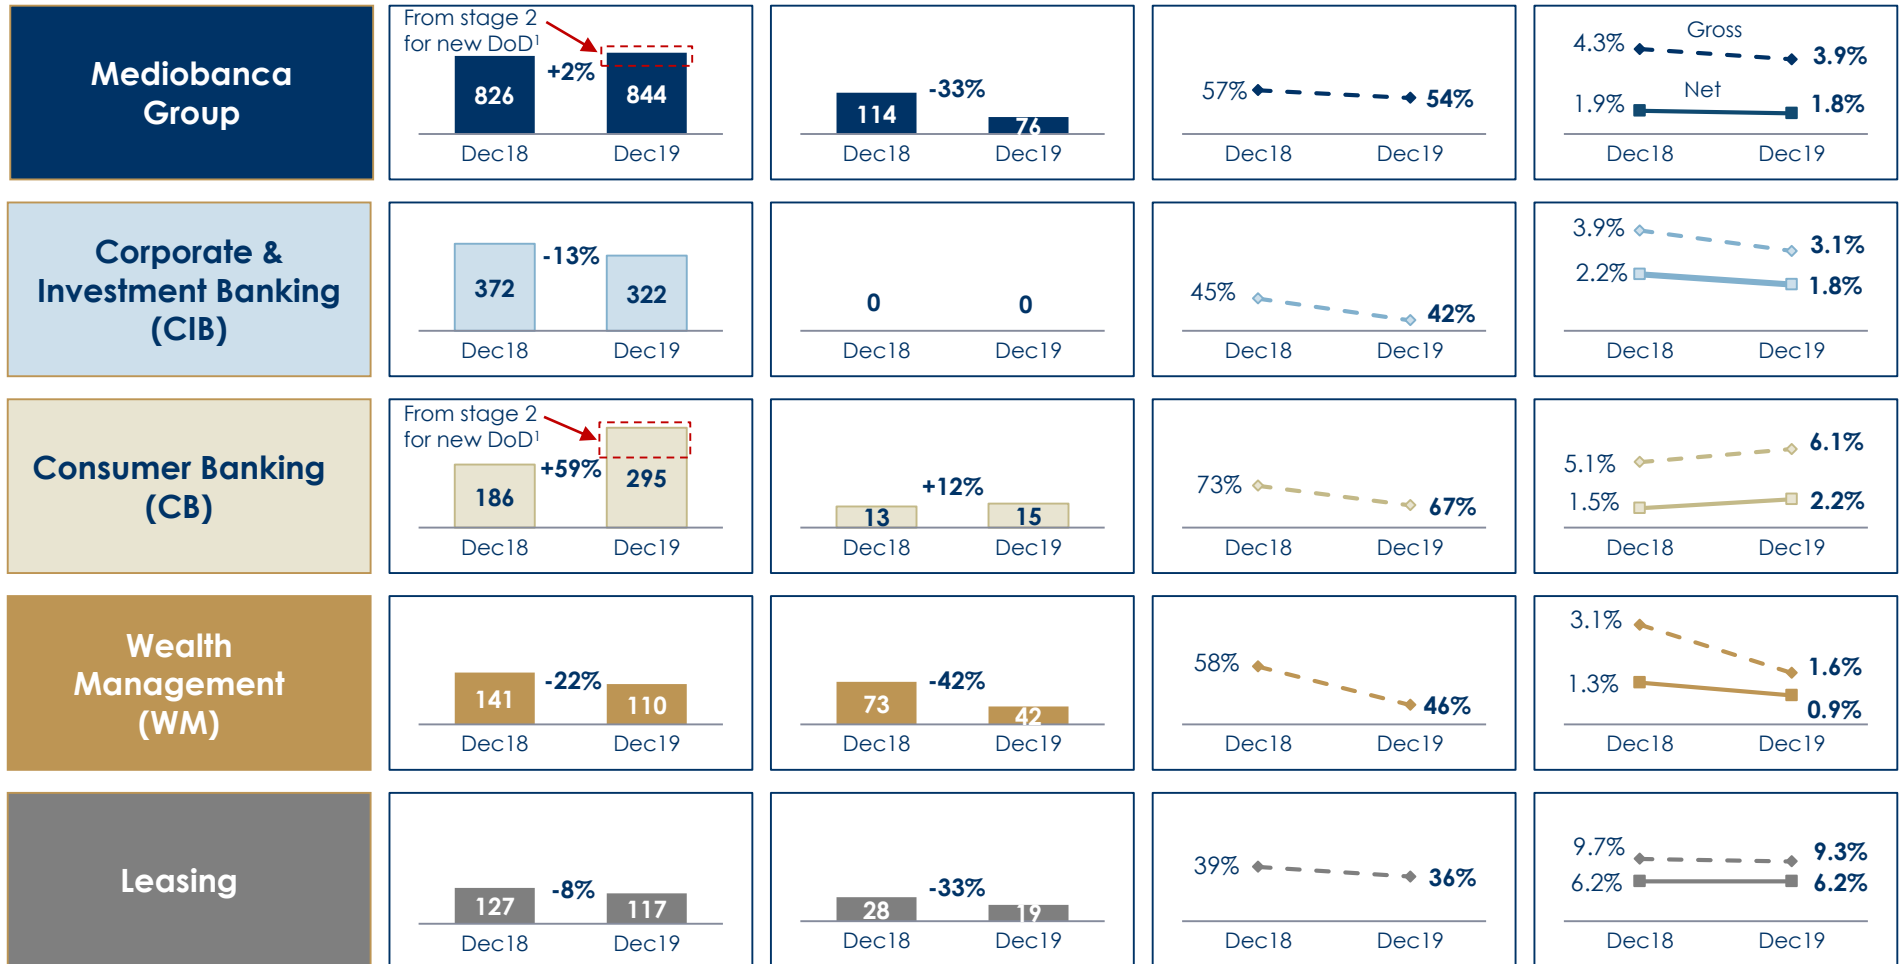 Mediobanca
Group
From stage 2
for new DoD¹
+2%
826
844
Dec18
Dec19
-33%
114
76
Dec18
Dec19
57%
54%
Dec18
Dec19
Gross
4.3%
3.9%
Net
1.9%
1.8%
Dec18
Dec19
Corporate &
Investment Banking
(CIB)
-13%
372
322
Dec18
Dec19
0
0
Dec18
Dec19
45%
42%
Dec18
Dec19
3.9%
3.1%
2.2%
1.8%
Dec18
Dec19
Consumer Banking
(CB)
From stage 2
for new DoD¹
+59%
186
295
Dec18
Dec19
+12%
13
15
Dec18
Dec19
73%
67%
Dec18
Dec19
5.1%
6.1%
1.5%
2.2%
Dec18
Dec19
Wealth
Management
(WM)
-22%
141
110
Dec18
Dec19
-42%
73
42
Dec18
Dec19
58%
46%
Dec18
Dec19
3.1%
1.6%
1.3%
0.9%
Dec18
Dec19
Leasing
-8%
127
117
Dec18
Dec19
-33%
28
19
Dec18
Dec19
39%
36%
Dec18
Dec19
9.7%
9.3%
6.2%
6.2%
Dec18
Dec19